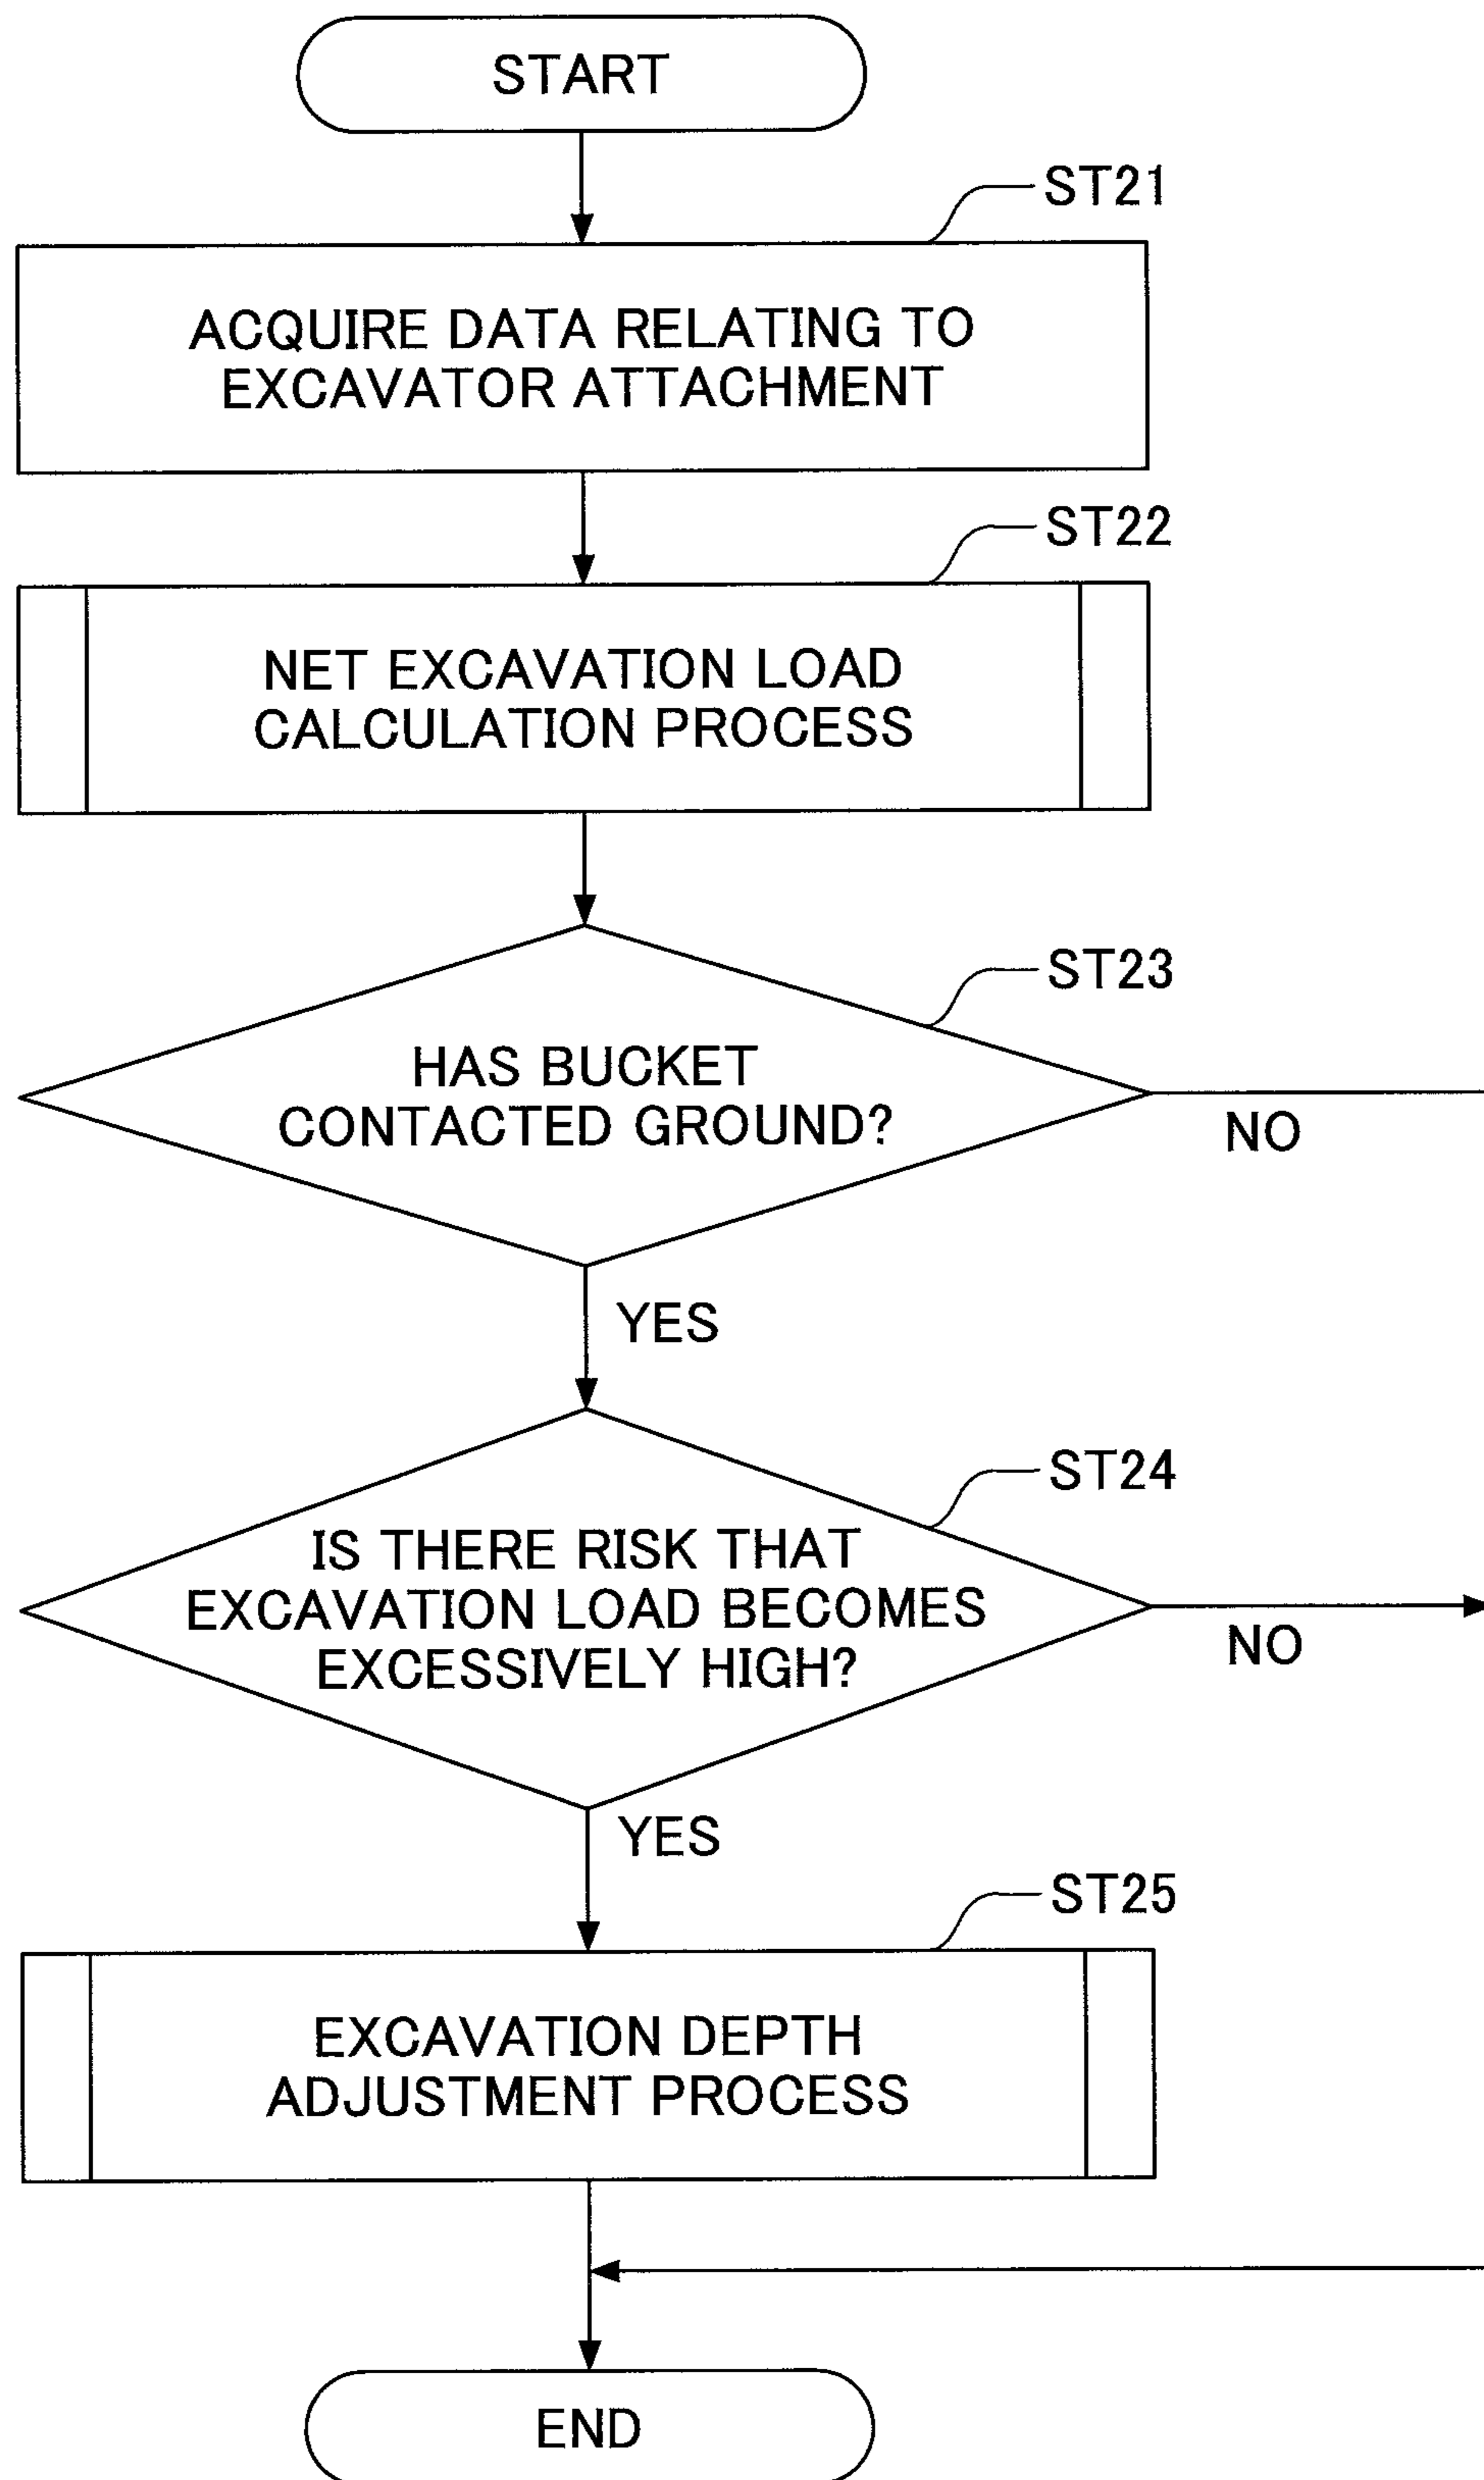 START
ST21
ACQUIRE DATA RELATING TO
EXCAVATOR ATTACHMENT
ST22
NET EXCAVATION LOAD
CALCULATION PROCESS
ST23
HAS BUCKET
CONTACTED GROUND?
NO
YES
ST24
IS THERE RISK THAT
EXCAVATION LOAD BECOMES
EXCESSIVELY HIGH?
NO
YES
ST25
EXCAVATION DEPTH
ADJUSTMENT PROCESS
END